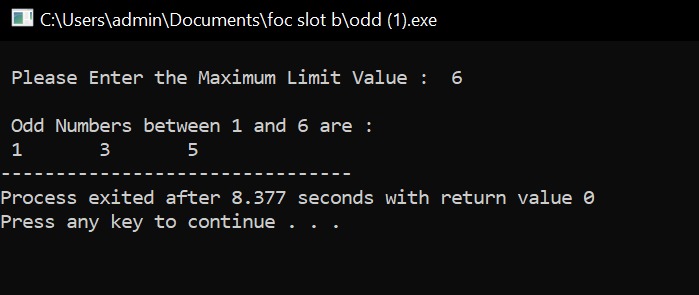 C:\Users\admin\Documents\foc slot b\odd (1).exe
Please Enter the Maximum Limit Value :  6
Odd Numbers between 1 and 6 are :
1       3       5
--------------------------------
Process exited after 8.377 seconds with return value 0
Press any key to continue . . .